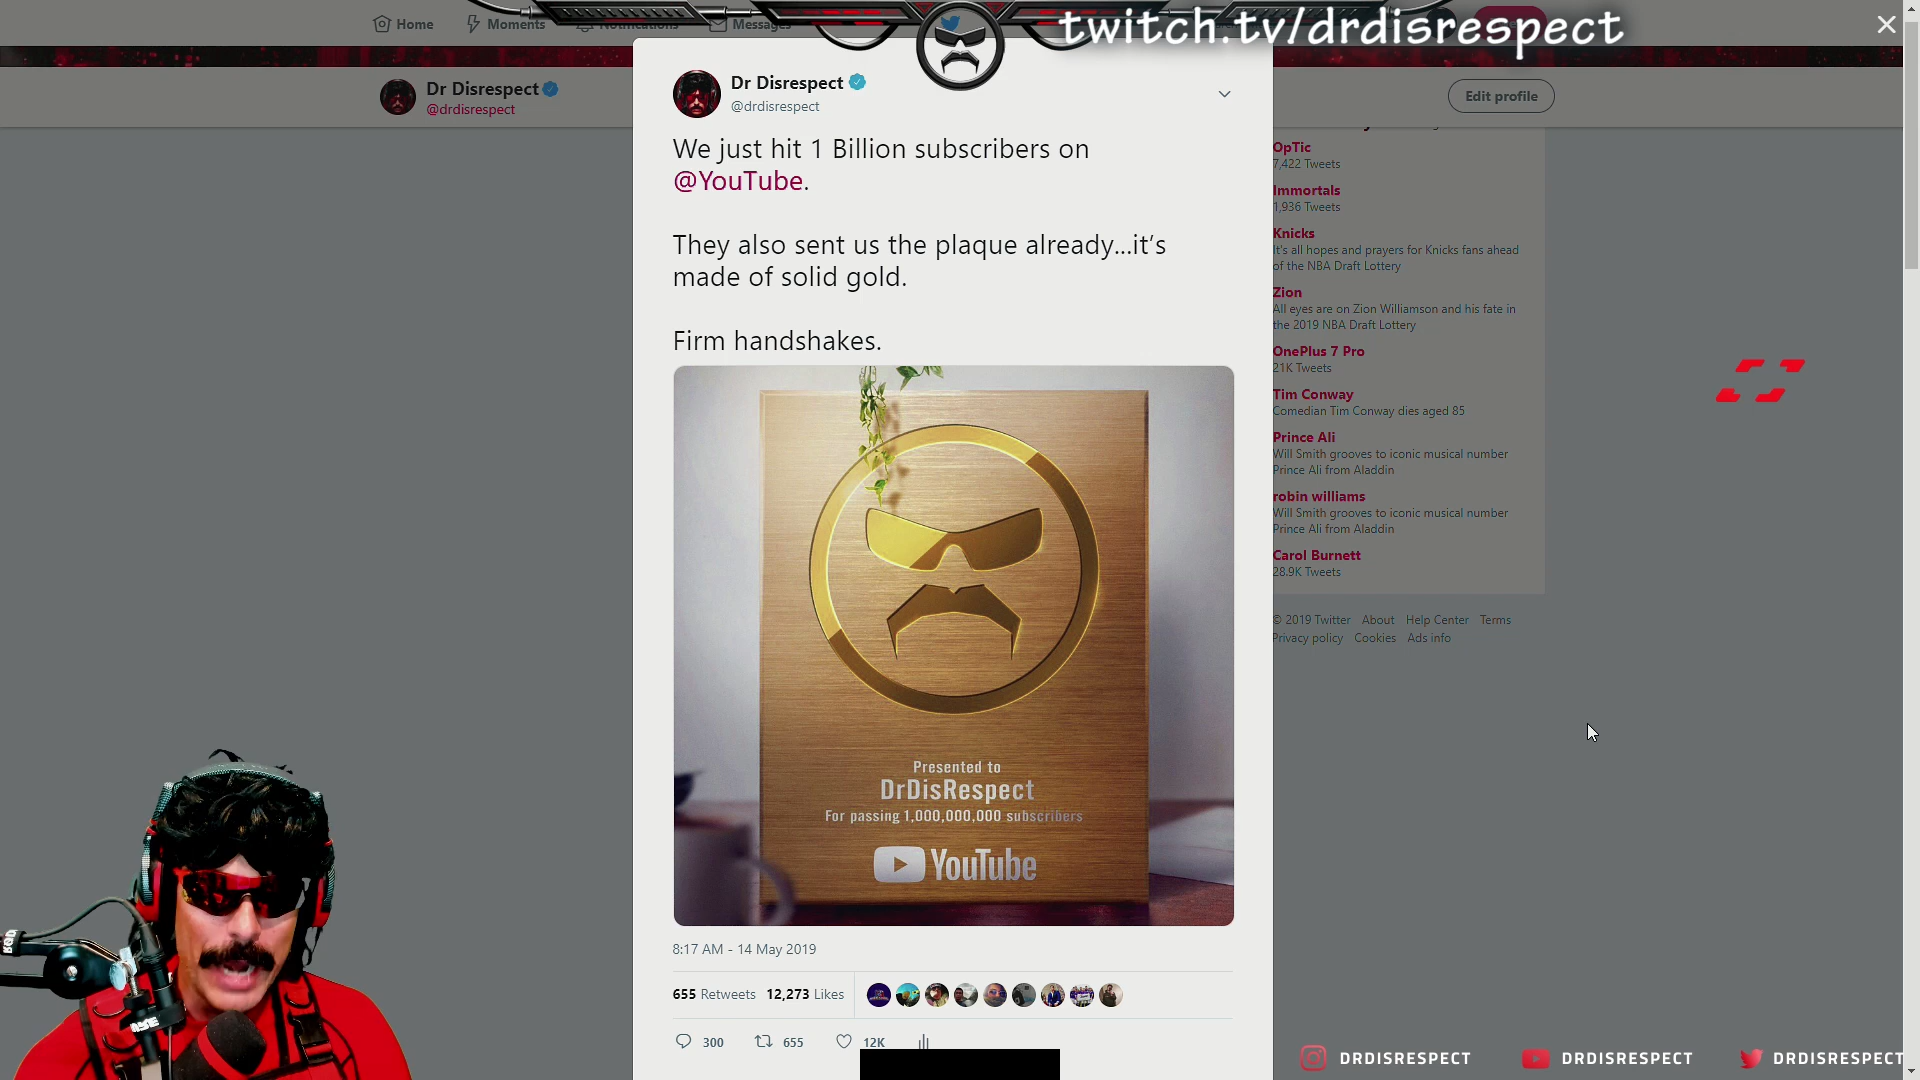 Home
Moments
Notifications
Messages
twitch.tv/drdisrespect
Dr Disrespect
@drdisrespect
Edit profile
Dr Disrespect
@drdisrespect
We just hit 1 Billion subscribers on
@YouTube.
They also sent us the plaque already...it's
made of solid gold.
Firm handshakes.
Presented to
DrDisRespect
For passing 1,000,000,000 subscribers
YouTube
8:17 AM - 14 May 2019
655 Retweets 12,273 Likes
300
655
12K
OpTic
7,422 Tweets
Immortals
1,936 Tweets
Knicks
It's all hopes and prayers for Knicks fans ahead
of the NBA Draft Lottery
Zion
All eyes are on Zion Williamson and his fate in
the 2019 NBA Draft Lottery
OnePlus 7 Pro
21K Tweets
Tim Conway
Comedian Tim Conway dies aged 85
Prince Ali
Will Smith grooves to iconic musical number
Prince Ali from Aladdin
robin williams
Will Smith grooves to iconic musical number
Prince Ali from Aladdin
Carol Burnett
28.9K Tweets
© 2019 Twitter About Help Center Terms
Privacy policy Cookies Ads info
RØDE
DRDISRESPECT
DRDISRESPECT
DRDISRESPECT